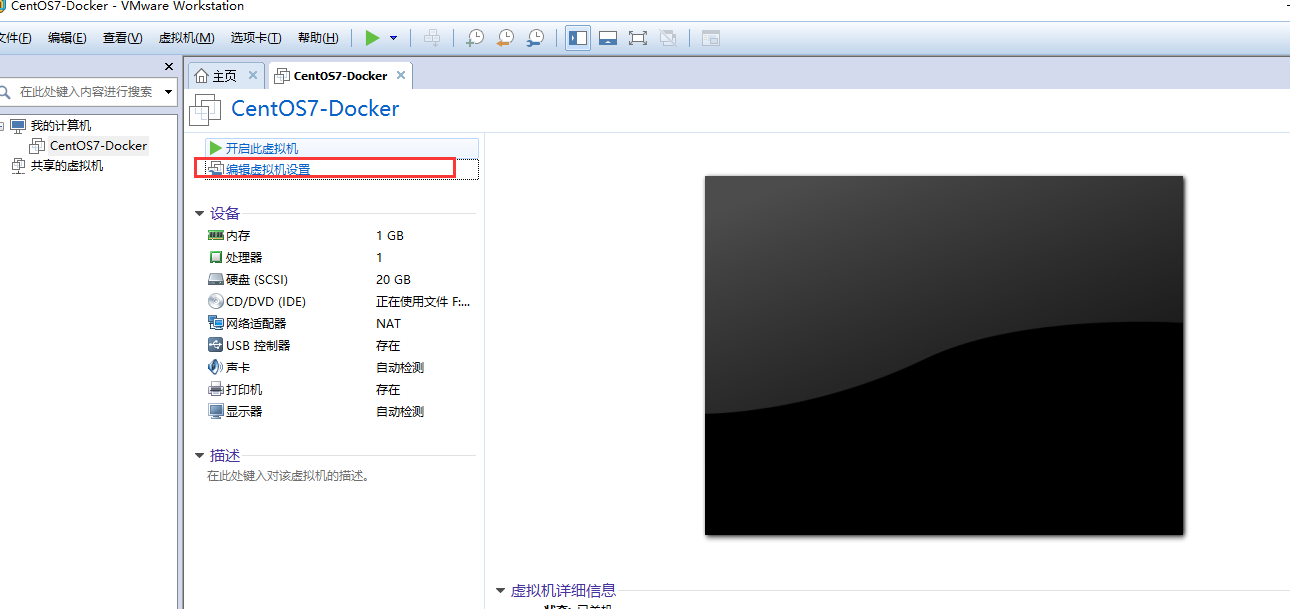 CentOS7-Docker - VMware Workstation
文件(F) 编辑(E) 查看(V) 虚拟机(M) 选项卡(T) 帮助(H)
在此处键入内容进行搜索
我的计算机
CentOS7-Docker
共享的虚拟机
主页 CentOS7-Docker
CentOS7-Docker
开启此虚拟机
编辑虚拟机设置
设备
内存 1 GB
处理器 1
硬盘 (SCSI) 20 GB
CD/DVD (IDE) 正在使用文件 F:...
网络适配器 NAT
USB 控制器 存在
声卡 自动检测
打印机 存在
显示器 自动检测
描述
在此处键入对该虚拟机的描述。
虚拟机详细信息
状态: 已关机